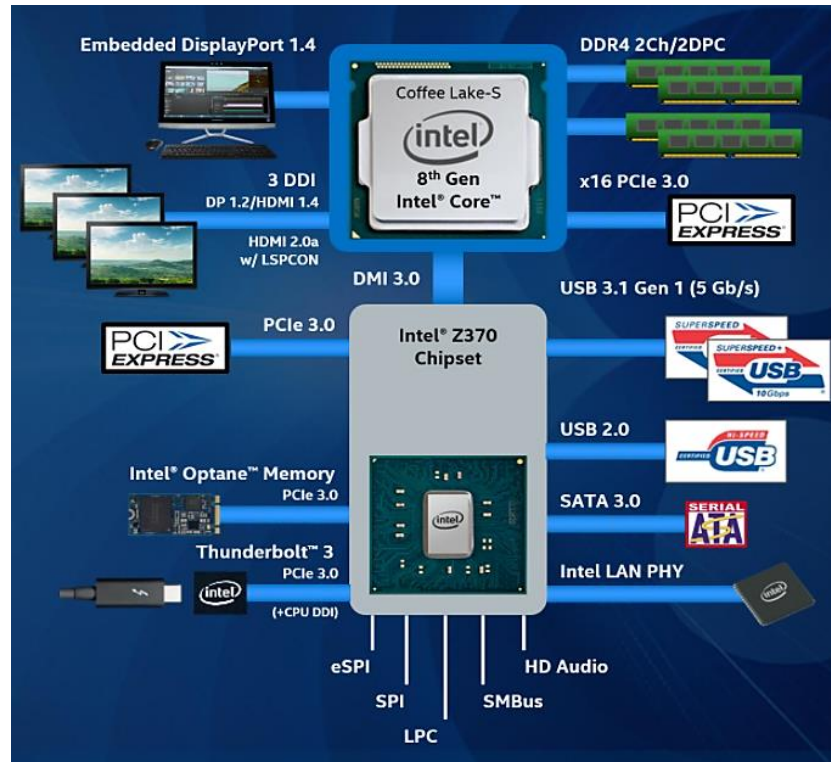 Embedded DisplayPort 1.4
DDR4 2Ch/2DPC
Coffee Lake-S
intel
8th Gen
Intel® Core™
3 DDI
DP 1.2/HDMI 1.4
HDMI 2.0a
w/ LSPCON
x16 PCIe 3.0
PCI
EXPRESS®
DMI 3.0
USB 3.1 Gen 1 (5 Gb/s)
PCIe 3.0
PCI
EXPRESS®
Intel® Z370
Chipset
SUPERSPEED
CERTIFIED
SUPERSPEED+
CERTIFIED USB
10Gbps
USB 2.0
HI-SPEED
CERTIFIED USB
Intel® Optane™ Memory
PCIe 3.0
intel
SATA 3.0
SERIAL
ATA
Thunderbolt™ 3
PCIe 3.0
(+CPU DDI)
intel
Intel LAN PHY
intel
eSPI
SPI
LPC
SMBus
HD Audio